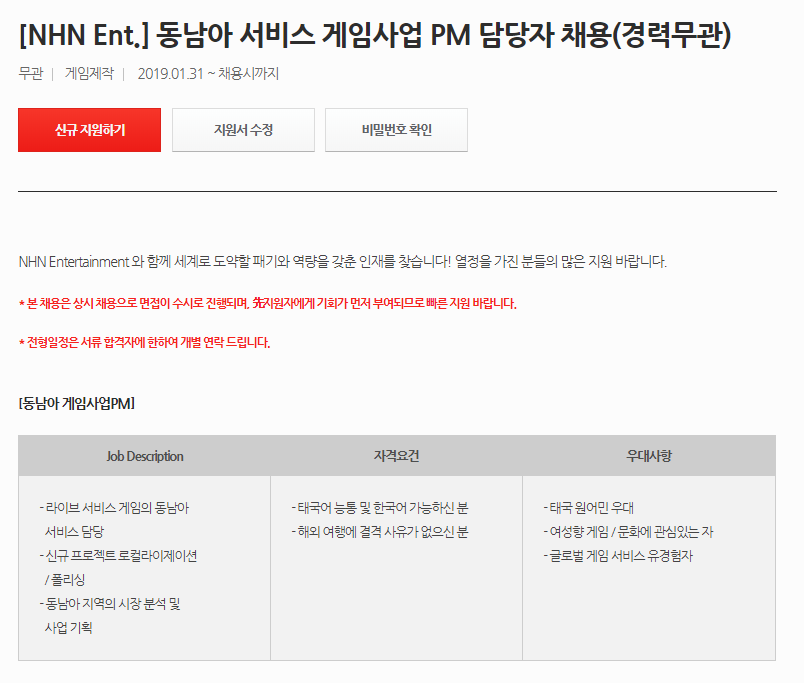 [NHN Ent.] 동남아 서비스 게임사업 PM 담당자 채용(경력무관)
무관 | 게임제작 | 2019.01.31 ~ 채용시까지
신규 지원하기 지원서 수정 비밀번호 확인
NHN Entertainment 와 함께 세계로 도약할 패기와 역량을 갖춘 인재를 찾습니다! 열정을 가진 분들의 많은 지원 바랍니다.
* 본 채용은 상시 채용으로 면접이 수시로 진행되며, 先지원자에게 기회가 먼저 부여되므로 빠른 지원 바랍니다.
* 전형일정은 서류 합격자에 한하여 개별 연락 드립니다.
[동남아 게임사업PM]
Job Description
자격요건
우대사항
- 라이브 서비스 게임의 동남아
서비스 담당
- 신규 프로젝트 로컬라이제이션
/ 폴리싱
- 동남아 지역의 시장 분석 및
사업 기획
- 태국어 능통 및 한국어 가능하신 분
- 해외 여행에 결격 사유가 없으신 분
- 태국 원어민 우대
- 여성향 게임 / 문화에 관심있는 자
- 글로벌 게임 서비스 유경험자